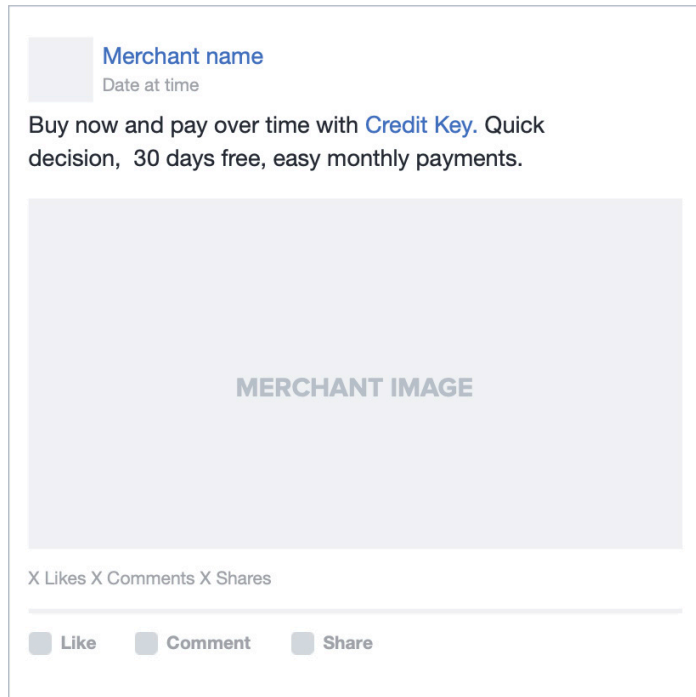 Merchant name
Date at time
Buy now and pay over time with Credit Key. Quick
decision,  30 days free, easy monthly payments.
MERCHANT IMAGE
X Likes X Comments X Shares
Like Comment Share